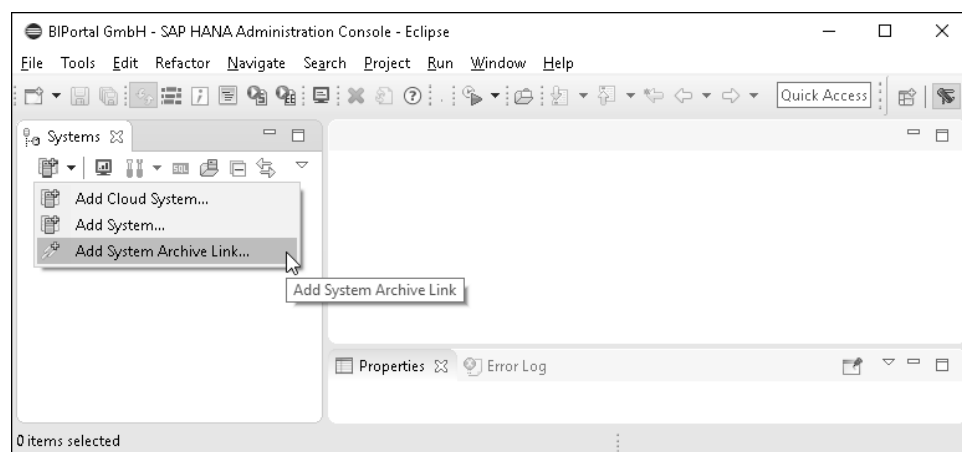 BIPortal GmbH - SAP HANA Administration Console - Eclipse
File Tools Edit Refactor Navigate Search Project Run Window Help
Quick Access
Systems
SQL
Add Cloud System...
Add System...
Add System Archive Link...
Add System Archive Link
Properties Error Log
0 items selected